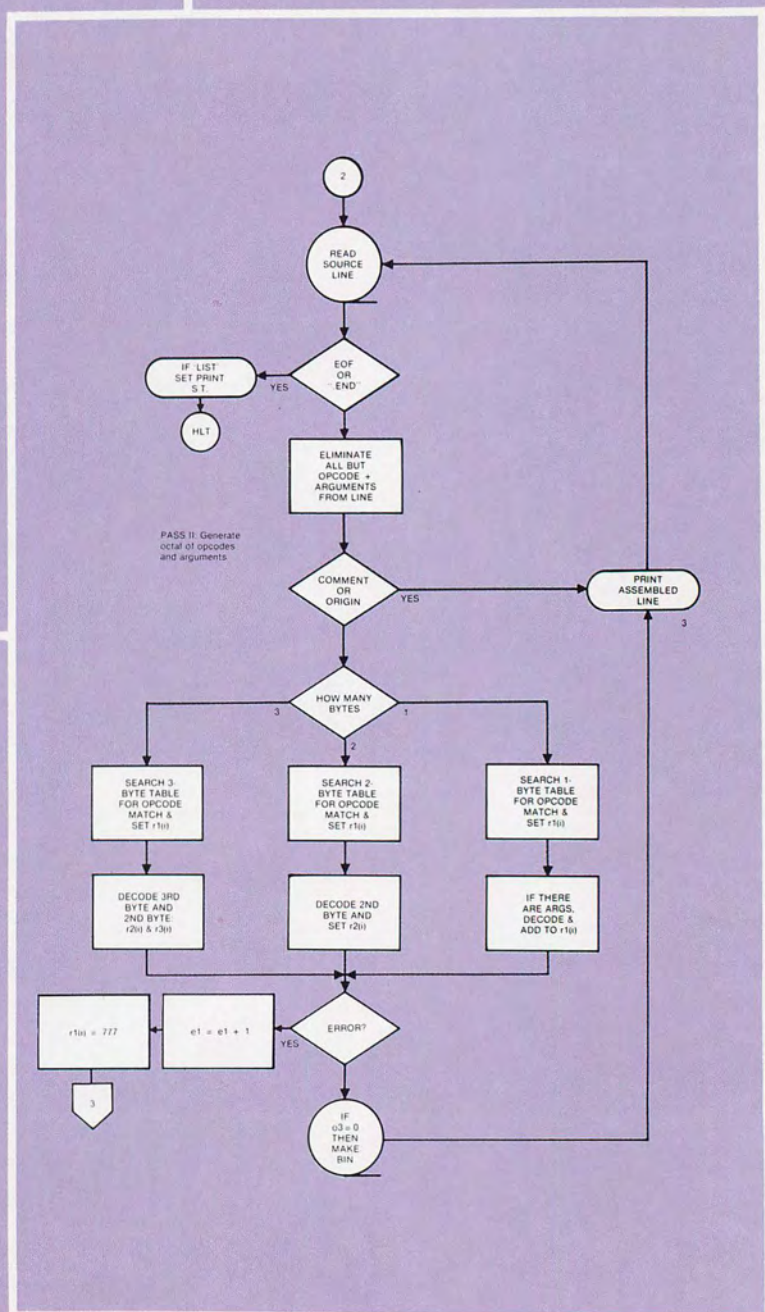 2
READ
SOURCE
LINE
EOF
OR
".END"
YES
IF 'LIST'
SET PRINT
S.T.
HLT
ELIMINATE
ALL BUT
OPCODE +
ARGUMENTS
FROM LINE
PASS II: Generate
octal of opcodes
and arguments
COMMENT
OR
ORIGIN
YES
PRINT
ASSEMBLED
LINE
3
HOW MANY
BYTES
3
2
1
SEARCH 3-
BYTE TABLE
FOR OPCODE
MATCH &
SET r1(i)
SEARCH 2-
BYTE TABLE
FOR OPCODE
MATCH &
SET r1(i)
SEARCH 1-
BYTE TABLE
FOR OPCODE
MATCH &
SET r1(i)
DECODE 3RD
BYTE AND
2ND BYTE
r2(i) & r3(i)
DECODE 2ND
BYTE AND
SET r2(i)
IF THERE
ARE ARGS,
DECODE &
ADD TO r1(i)
r1(i) = 777
e1 = e1 + 1
YES
ERROR?
3
IF
o3 = 0
THEN
MAKE
BIN